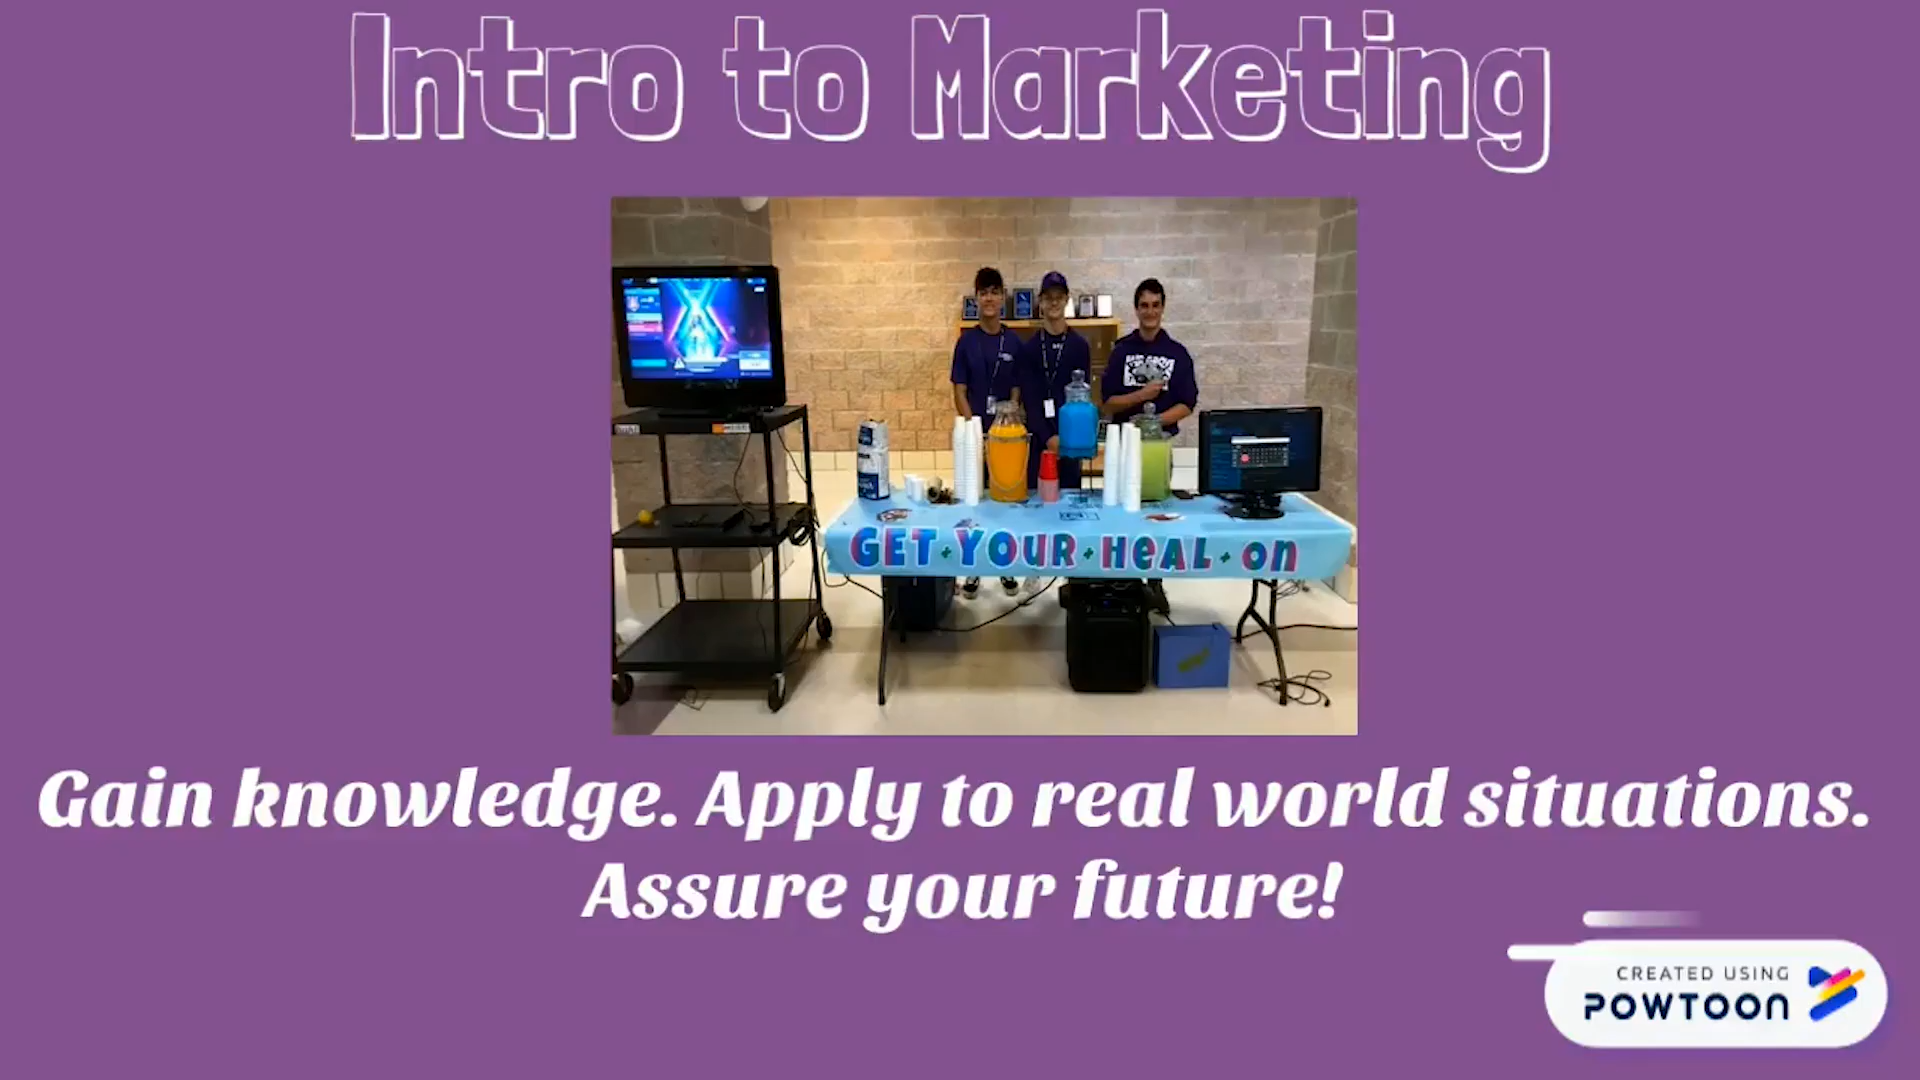 Intro to Marketing
GET YOUR HEAL on
Gain knowledge. Apply to real world situations.
Assure your future!
CREATED USING
POWTOON